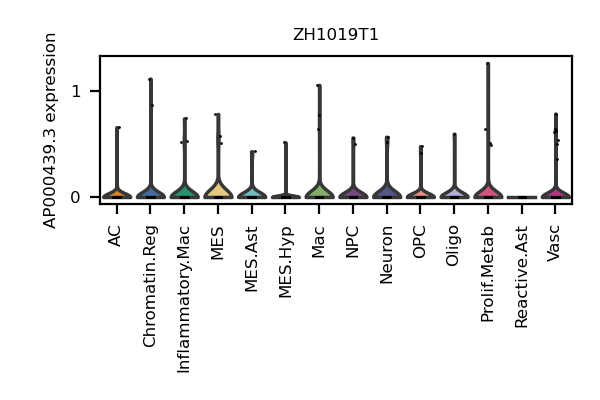 ZH1019T1
AP000439.3 expression
1
0
AC
Chromatin.Reg
Inflammatory.Mac
MES
MES.Ast
MES.Hyp
Mac
NPC
Neuron
OPC
Oligo
Prolif.Metab
Reactive.Ast
Vasc